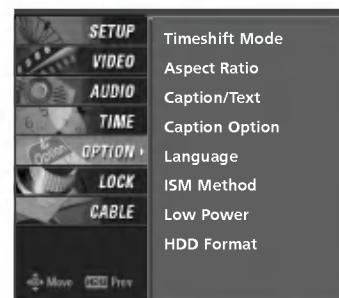 SETUP
VIDEO
AUDIO
TIME
OPTION
LOCK
CABLE
Move MENU Prev
Timeshift Mode
Aspect Ratio
Caption/Text
Caption Option
Language
ISM Method
Low Power
HDD Format